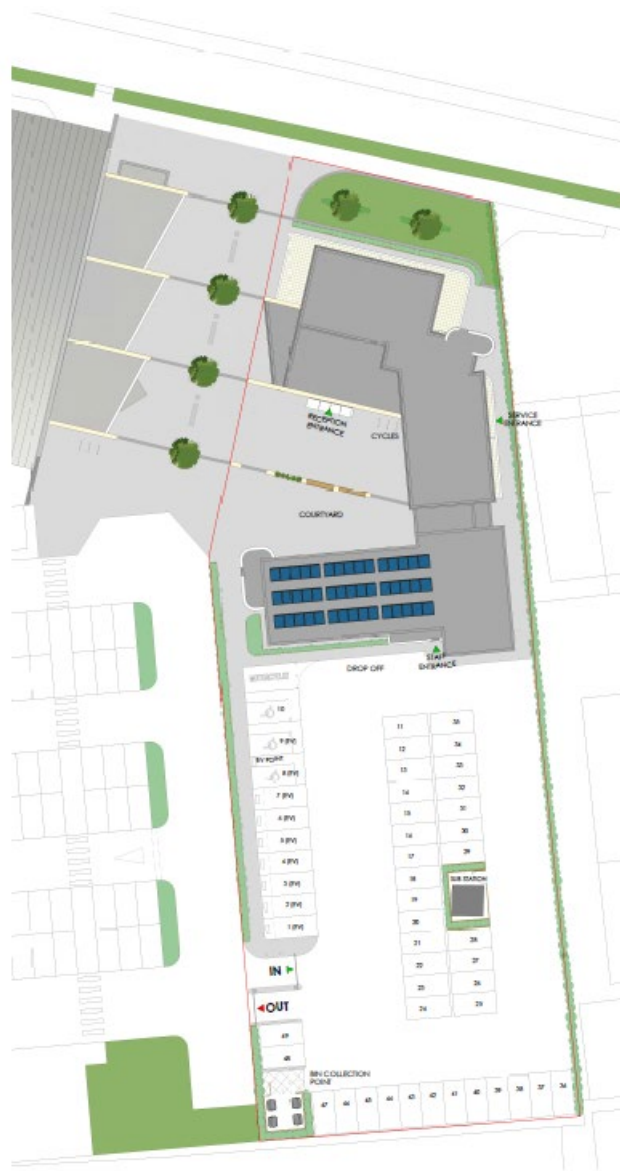 SERVICE
ENTRANCE
RECEPTION
ENTRANCE
CYCLES
COURTYARD
STAFF
ENTRANCE
DROP OFF
MOTORCYCLES
10
9 (EV)
EV POINT
8 (EV)
7 (EV)
6 (EV)
5 (EV)
4 (EV)
3 (EV)
2 (EV)
1 (EV)
11
12
13
14
15
16
17
18
19
20
21
22
23
24
35
34
33
32
31
30
29
SUB STATION
28
27
26
25
IN
OUT
49
48
BIN COLLECTION
POINT
47 46 45 44 43 42 41 40 39 38 37 36